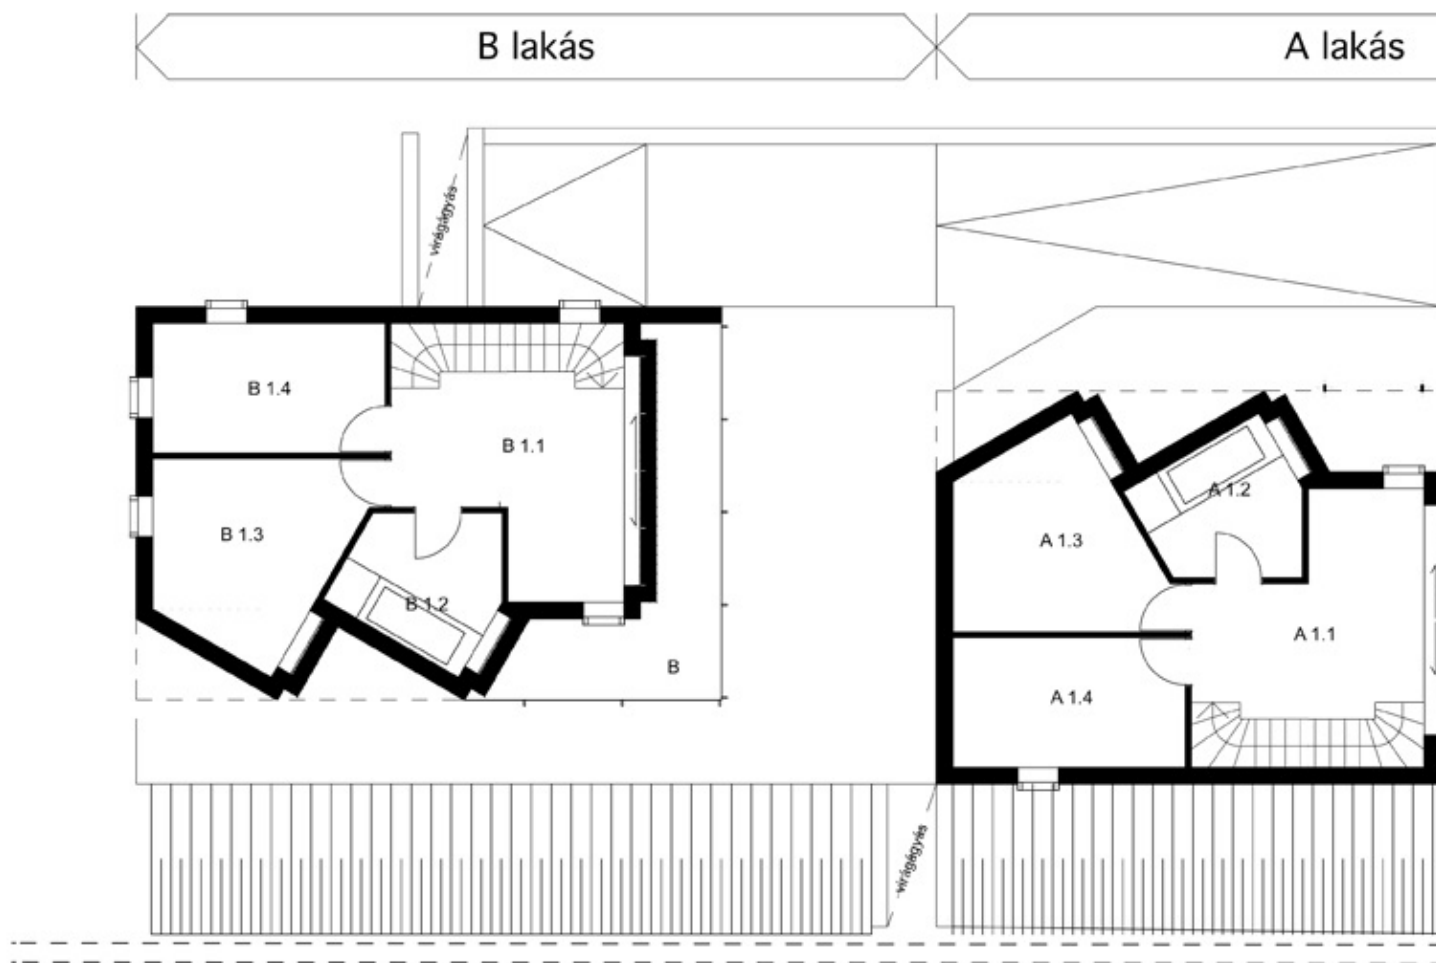 B lakás
A lakás
virágágyás
B 1.4
B 1.1
B 1.3
B 1.2
B
A 1.2
A 1.3
A 1.1
A 1.4
virágágyás